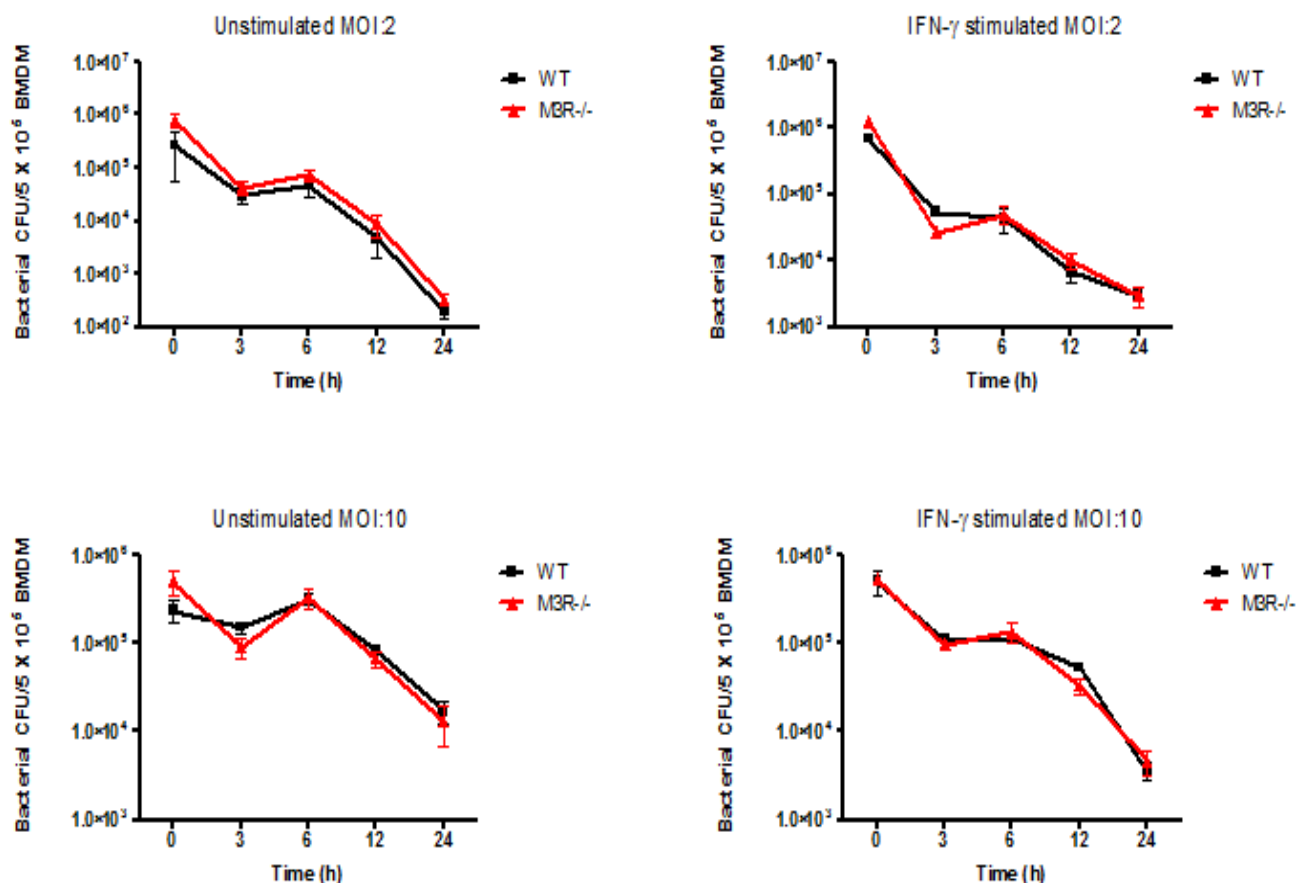 Unstimulated MOI:2
Bacterial CFU/5 X 10⁵ BMDM
1.0×10⁷
1.0×10⁶
1.0×10⁵
1.0×10⁴
1.0×10³
1.0×10²
0 3 6 12 24
Time (h)
WT
M3R-/-
IFN-γ stimulated MOI:2
Bacterial CFU/5 X 10⁵ BMDM
1.0×10⁷
1.0×10⁶
1.0×10⁵
1.0×10⁴
1.0×10³
0 3 6 12 24
Time (h)
WT
M3R-/-
Unstimulated MOI:10
Bacterial CFU/5 X 10⁵ BMDM
1.0×10⁶
1.0×10⁵
1.0×10⁴
1.0×10³
0 3 6 12 24
Time (h)
WT
M3R-/-
IFN-γ stimulated MOI:10
Bacterial CFU/5 X 10⁵ BMDM
1.0×10⁶
1.0×10⁵
1.0×10⁴
1.0×10³
0 3 6 12 24
Time (h)
WT
M3R-/-